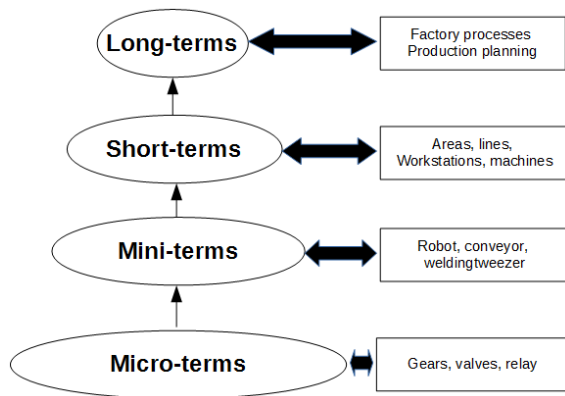 Long-terms
Factory processes
Production planning
Short-terms
Areas, lines,
Workstations, machines
Mini-terms
Robot, conveyor,
weldingtweezer
Micro-terms
Gears, valves, relay